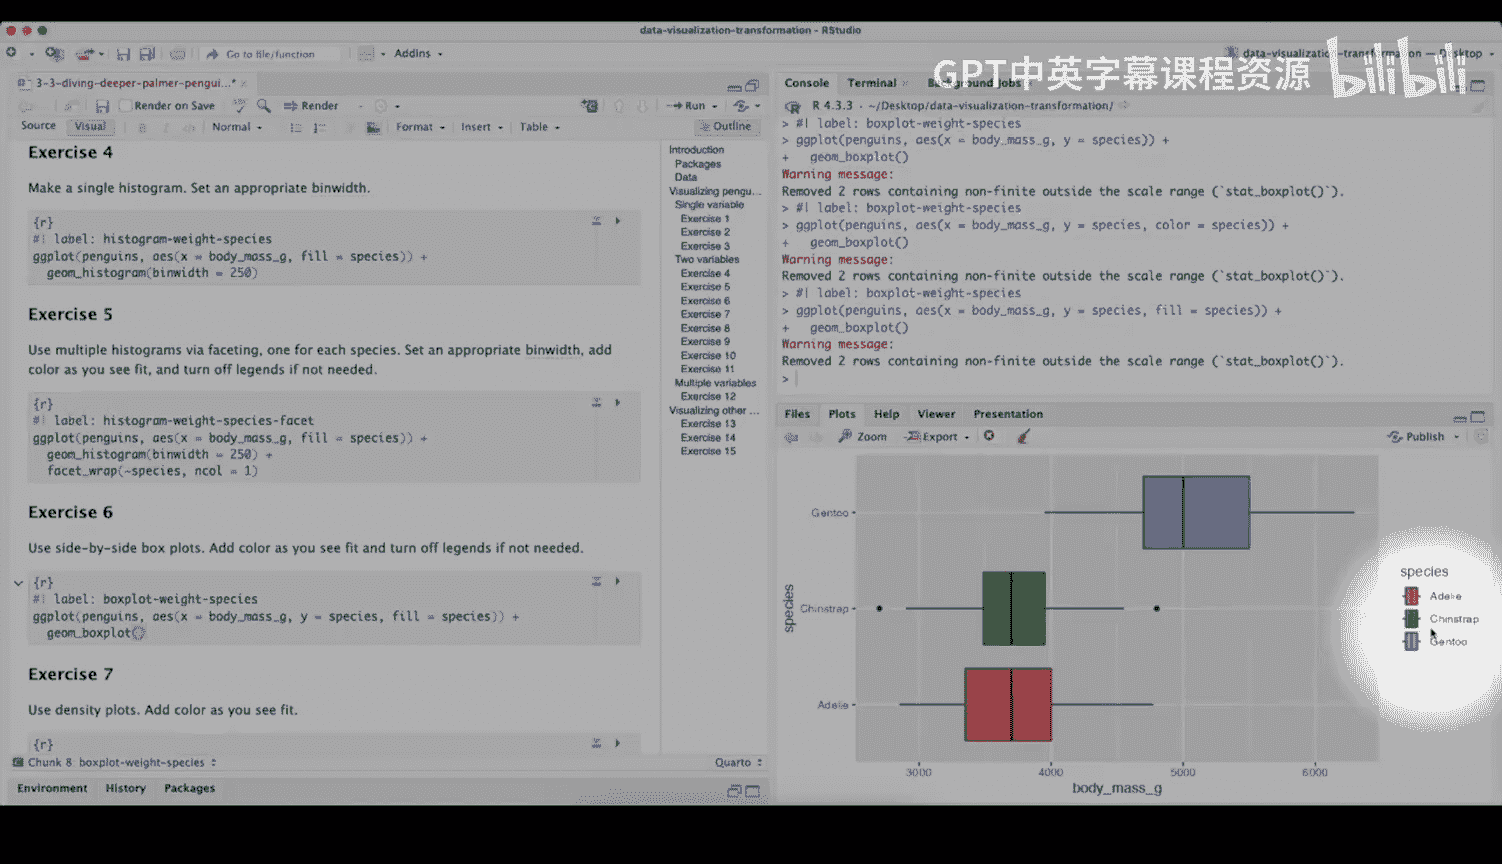 data-visualization-transformation - RStudio
Go to file/function
Addins
data-visualization-transformation — Desktop
GPT中英字幕课程资源
bilibili
3-3-diving-deeper-palmer-pengui...*
Render on Save
Render
Run
Source
Visual
Normal
Format
Insert
Table
Outline
Exercise 4
Make a single histogram. Set an appropriate binwidth.
{r}
#| label: histogram-weight-species
ggplot(penguins, aes(x = body_mass_g, fill = species)) +
geom_histogram(binwidth = 250)
Exercise 5
Use multiple histograms via faceting, one for each species. Set an appropriate binwidth, add
color as you see fit, and turn off legends if not needed.
{r}
#| label: histogram-weight-species-facet
ggplot(penguins, aes(x = body_mass_g, fill = species)) +
geom_histogram(binwidth = 250) +
facet_wrap(~species, ncol = 1)
Exercise 6
Use side-by-side box plots. Add color as you see fit and turn off legends if not needed.
{r}
#| label: boxplot-weight-species
ggplot(penguins, aes(x = body_mass_g, y = species, fill = species)) +
geom_boxplot()
Exercise 7
Use density plots. Add color as you see fit.
{r}
Chunk 8: boxplot-weight-species
Quarto
Environment
History
Packages
Introduction
Packages
Data
Visualizing pengu...
Single variable
Exercise 1
Exercise 2
Exercise 3
Two variables
Exercise 4
Exercise 5
Exercise 6
Exercise 7
Exercise 8
Exercise 9
Exercise 10
Exercise 11
Multiple variables
Exercise 12
Visualizing other ...
Exercise 13
Exercise 14
Exercise 15
Console
Terminal
Background Jobs
R 4.3.3 · ~/Desktop/data-visualization-transformation/
> #| label: boxplot-weight-species
> ggplot(penguins, aes(x = body_mass_g, y = species)) +
+ geom_boxplot()
Warning message:
Removed 2 rows containing non-finite outside the scale range (`stat_boxplot()`).
> #| label: boxplot-weight-species
> ggplot(penguins, aes(x = body_mass_g, y = species, color = species)) +
+ geom_boxplot()
Warning message:
Removed 2 rows containing non-finite outside the scale range (`stat_boxplot()`).
> #| label: boxplot-weight-species
> ggplot(penguins, aes(x = body_mass_g, y = species, fill = species)) +
+ geom_boxplot()
Warning message:
Removed 2 rows containing non-finite outside the scale range (`stat_boxplot()`).
>
Files
Plots
Help
Viewer
Presentation
Zoom
Export
Publish
Gentoo
Chinstrap
Adelie
species
3000
4000
5000
6000
body_mass_g
species
Adelie
Chinstrap
Gentoo